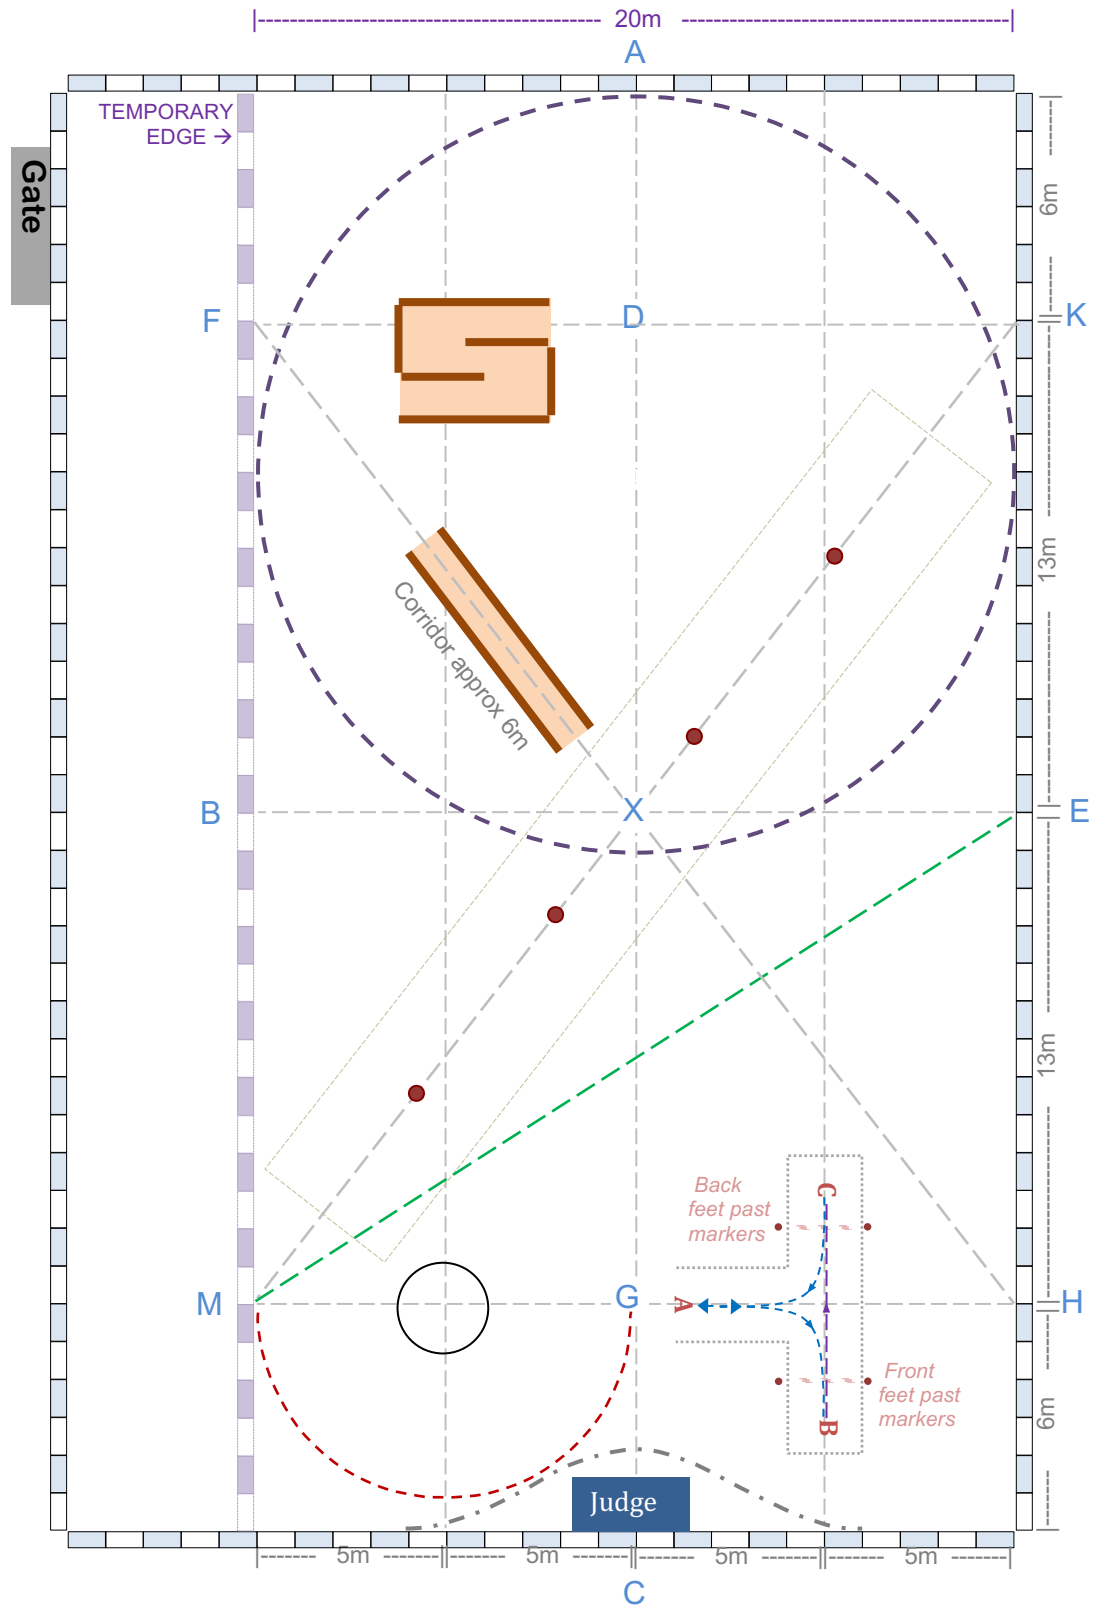 20m
A
TEMPORARY
EDGE →
Gate
6m
F
D
K
13m
Corridor approx 6m
B
X
E
13m
Back
feet past
markers
C
M
G
A
H
Front
feet past
markers
B
6m
Judge
5m
5m
5m
5m
C